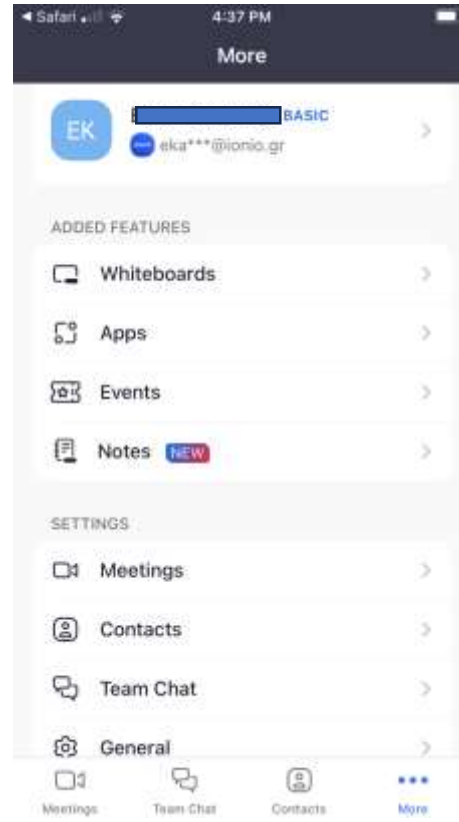 Safari
4:37 PM
More
EK
BASIC
eka***@ionio.gr
ADDED FEATURES
Whiteboards
Apps
Events
Notes NEW
SETTINGS
Meetings
Contacts
Team Chat
General
Meetings Team Chat Contacts More